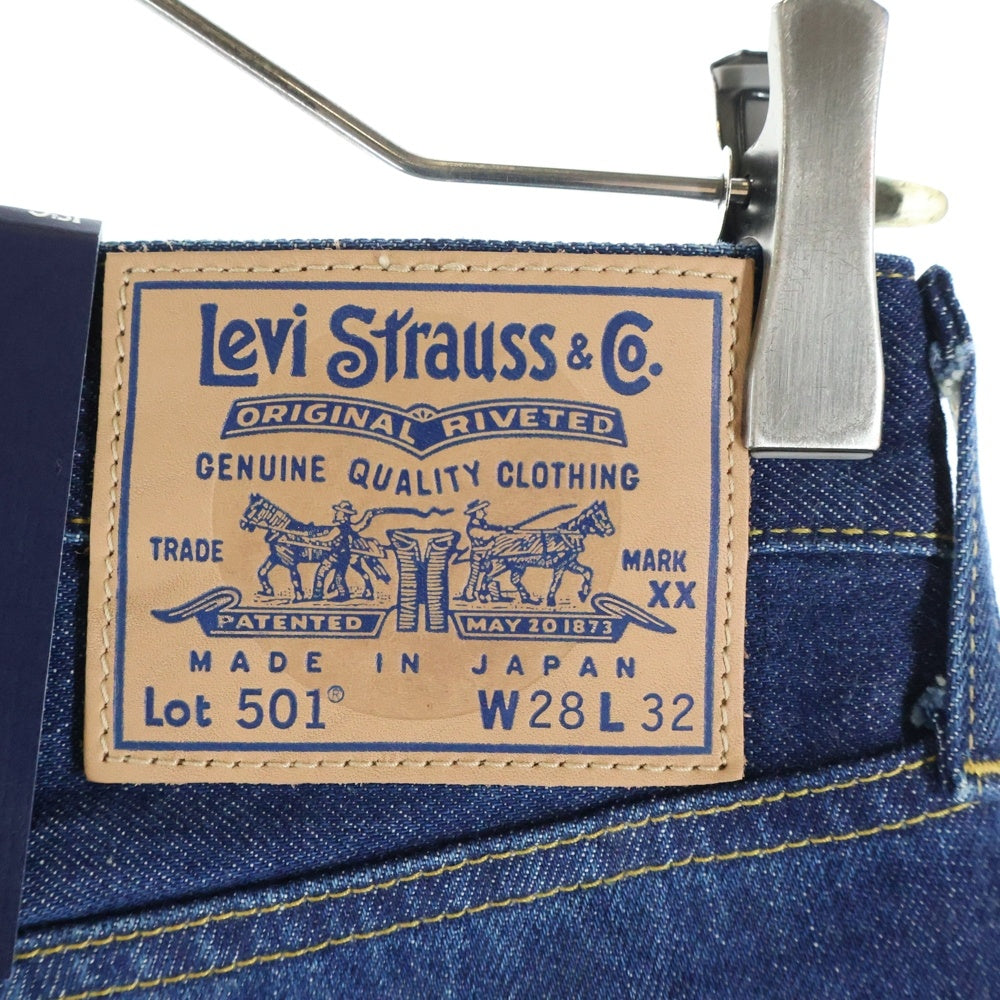 Levi Strauss & Co.
ORIGINAL RIVETED
GENUINE QUALITY CLOTHING
TRADE MARK
XX
PATENTED MAY 20 1873
MADE IN JAPAN
Lot 501® W28 L 32